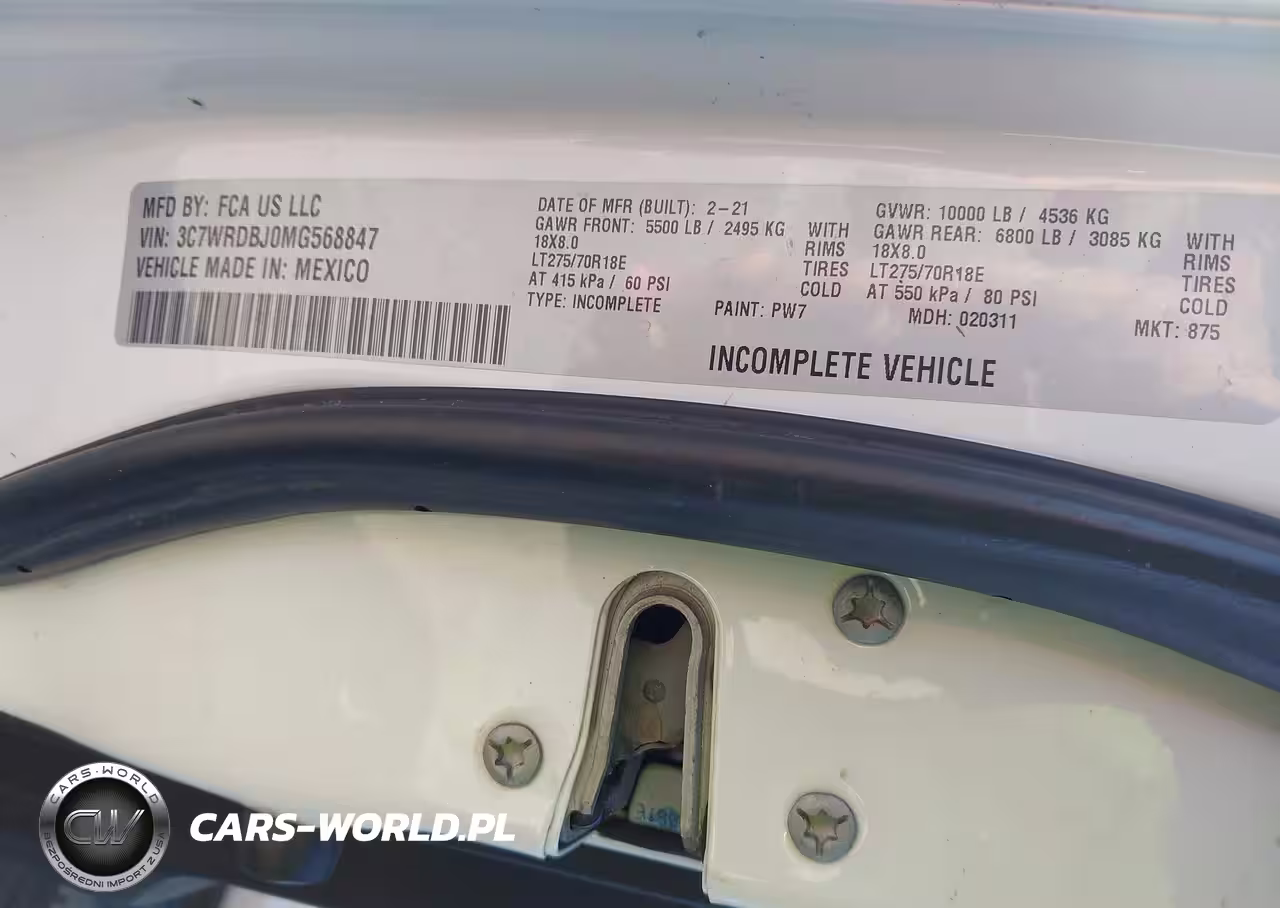 MFD BY: FCA US LLC
VIN: 3C7WRDBJ0MG568847
VEHICLE MADE IN: MEXICO
DATE OF MFR (BUILT): 2-21
GAWR FRONT: 5500 LB / 2495 KG WITH
18X8.0 RIMS
LT275/70R18E TIRES
AT 415 kPa / 60 PSI COLD
TYPE: INCOMPLETE
PAINT: PW7
GVWR: 10000 LB / 4536 KG
GAWR REAR: 6800 LB / 3085 KG WITH
18X8.0 RIMS
LT275/70R18E TIRES
AT 550 kPa / 80 PSI COLD
MDH: 020311
MKT: 875
INCOMPLETE VEHICLE
CARS-WORLD
CW
BEZPOŚREDNI IMPORT Z USA
CARS-WORLD.PL